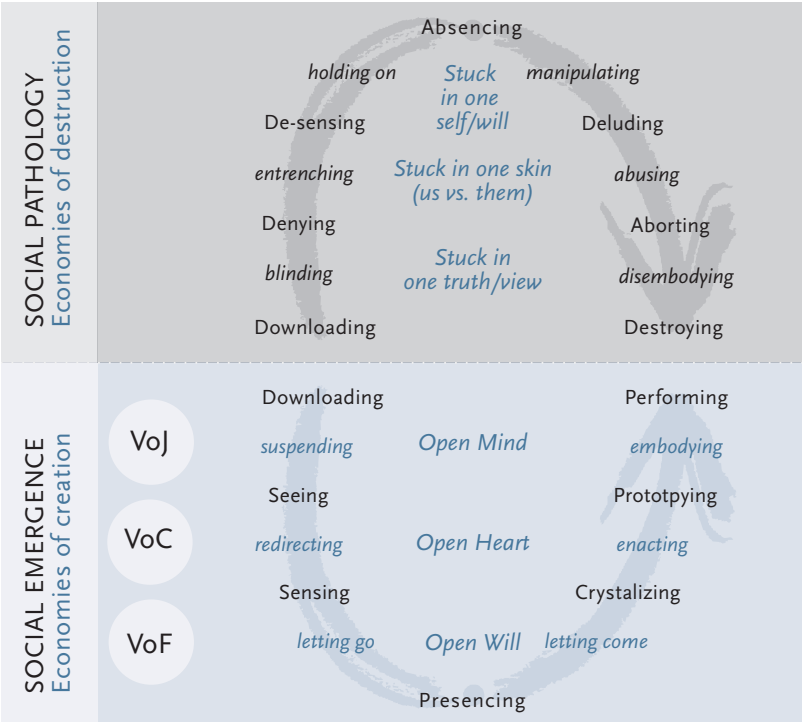 SOCIAL PATHOLOGY
Economies of destruction
Absencing
holding on
Stuck
in one
self/will
manipulating
De-sensing
Deluding
entrenching
Stuck in one skin
(us vs. them)
abusing
Denying
Aborting
blinding
Stuck in
one truth/view
disembodying
Downloading
Destroying
SOCIAL EMERGENCE
Economies of creation
Downloading
Performing
VoJ
suspending
Open Mind
embodying
Seeing
Prototpying
VoC
redirecting
Open Heart
enacting
Sensing
Crystalizing
VoF
letting go
Open Will
letting come
Presencing